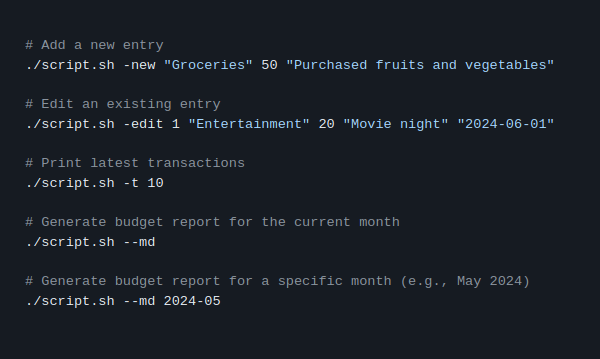 # Add a new entry
./script.sh -new "Groceries" 50 "Purchased fruits and vegetables"
# Edit an existing entry
./script.sh -edit 1 "Entertainment" 20 "Movie night" "2024-06-01"
# Print latest transactions
./script.sh -t 10
# Generate budget report for the current month
./script.sh --md
# Generate budget report for a specific month (e.g., May 2024)
./script.sh --md 2024-05